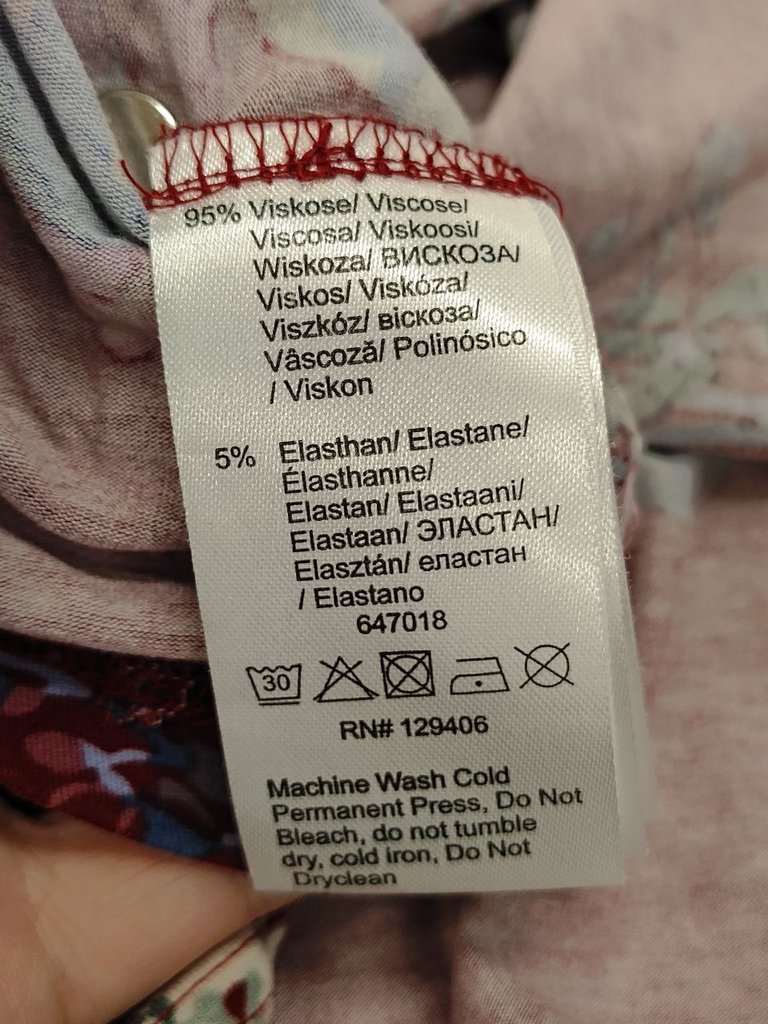 95% Viskose/ Viscose/
Viscosa/ Viskoosi/
Wiskoza/ ВИСКОЗА/
Viskos/ Viskóza/
Viszkóz/ віскоза/
Vâscoză/ Polinósico
/ Viskon
5% Elasthan/ Elastane/
Élasthanne/
Elastan/ Elastaani/
Elastaan/ ЭЛАСТАН/
Elasztán/ еластан
/ Elastano
647018
30
RN# 129406
Machine Wash Cold
Permanent Press, Do Not
Bleach, do not tumble
dry, cold iron, Do Not
Dryclean